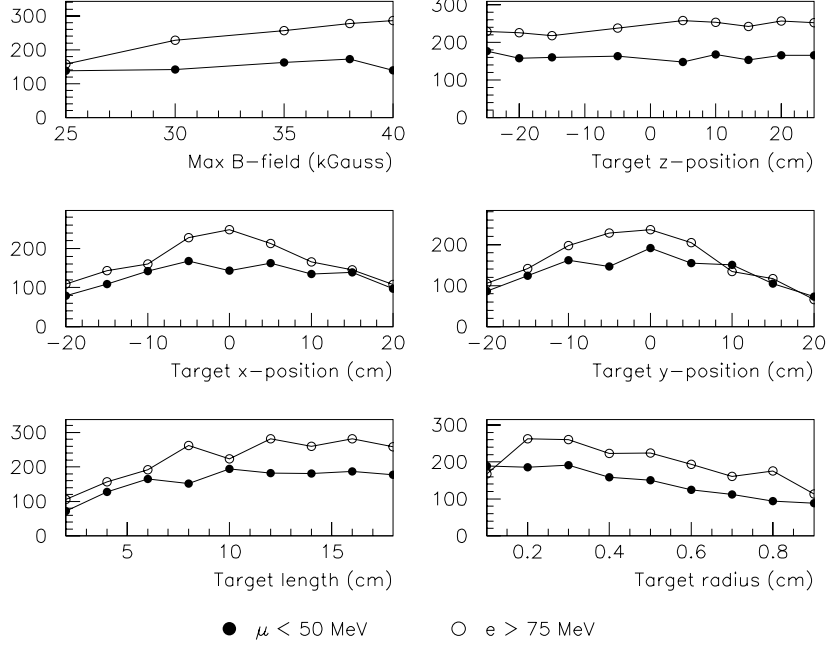 300
200
100
0
25 30 35 40
Max B−field (kGauss)
300
200
100
0
−20 −10 0 10 20
Target z−position (cm)
200
100
0
−20 −10 0 10 20
Target x−position (cm)
200
100
0
−20 −10 0 10 20
Target y−position (cm)
300
200
100
0
5 10 15
Target length (cm)
300
200
100
0
0.2 0.4 0.6 0.8
Target radius (cm)
μ < 50 MeV e > 75 MeV